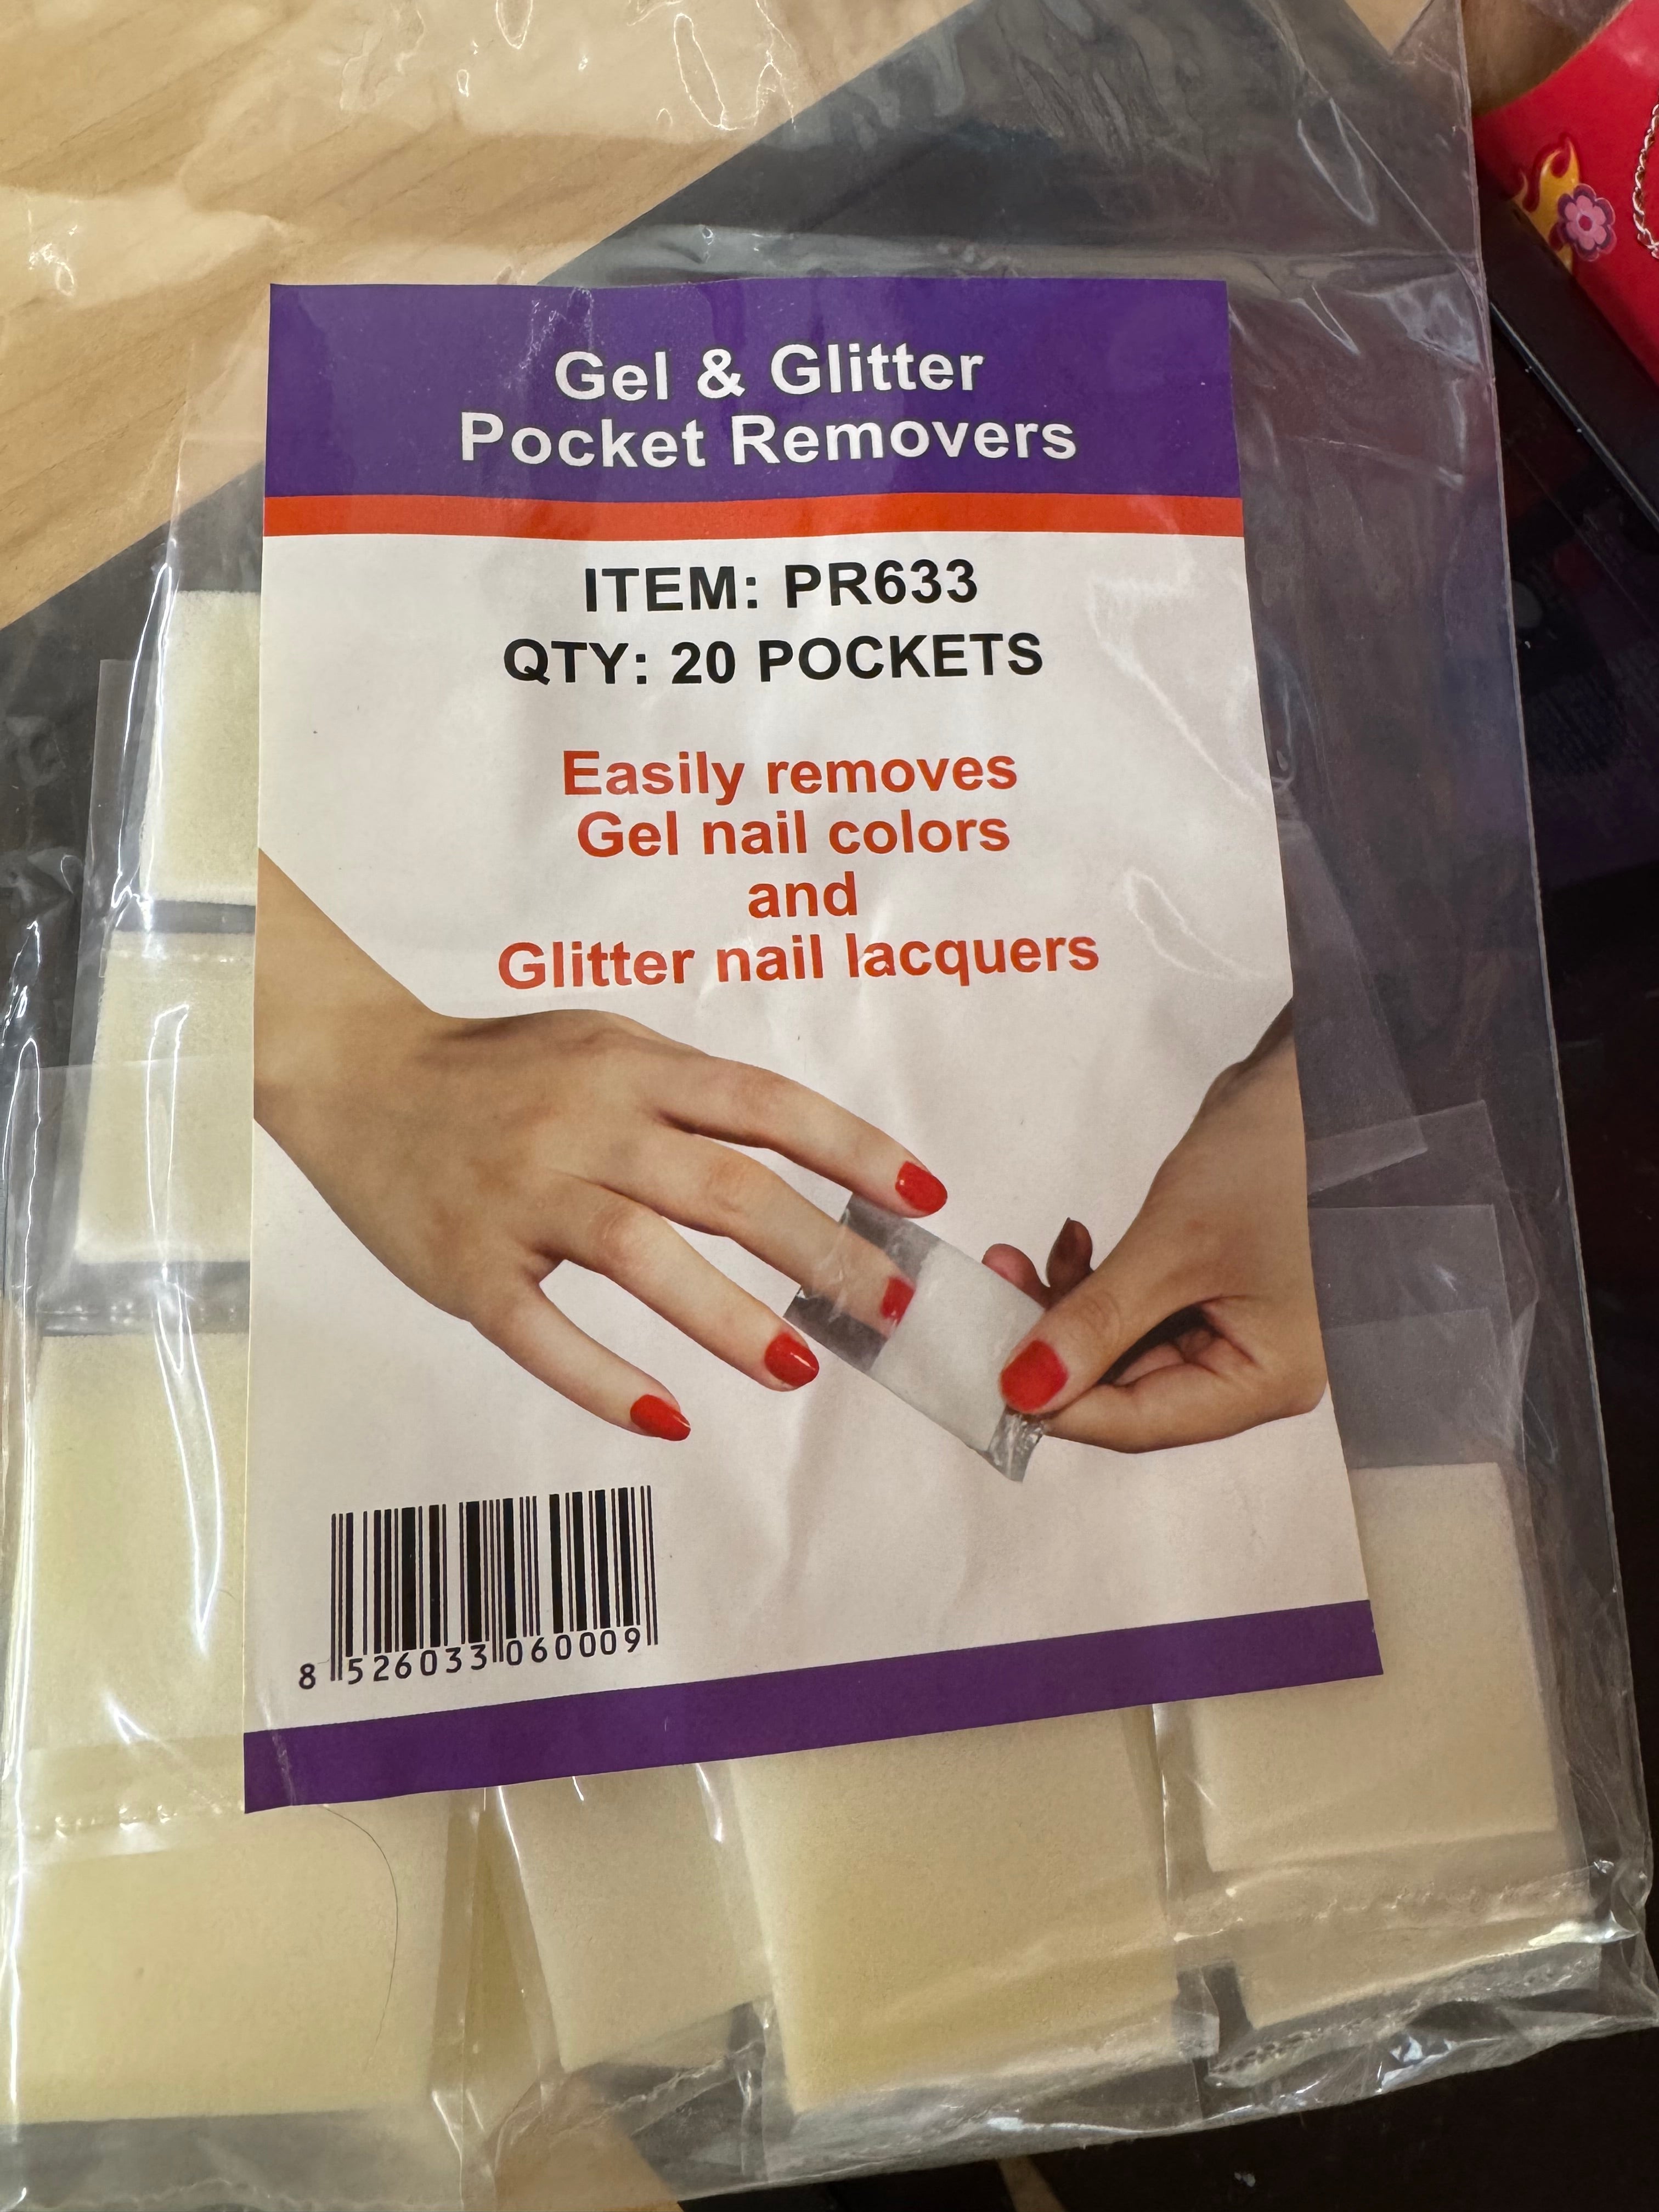 Gel & Glitter
Pocket Removers
ITEM: PR633
QTY: 20 POCKETS
Easily removes
Gel nail colors
and
Glitter nail lacquers
8 526033 060009